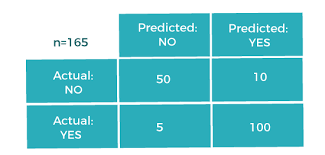 n=165
Predicted:
NO
Predicted:
YES
Actual:
NO
50
10
Actual:
YES
5
100